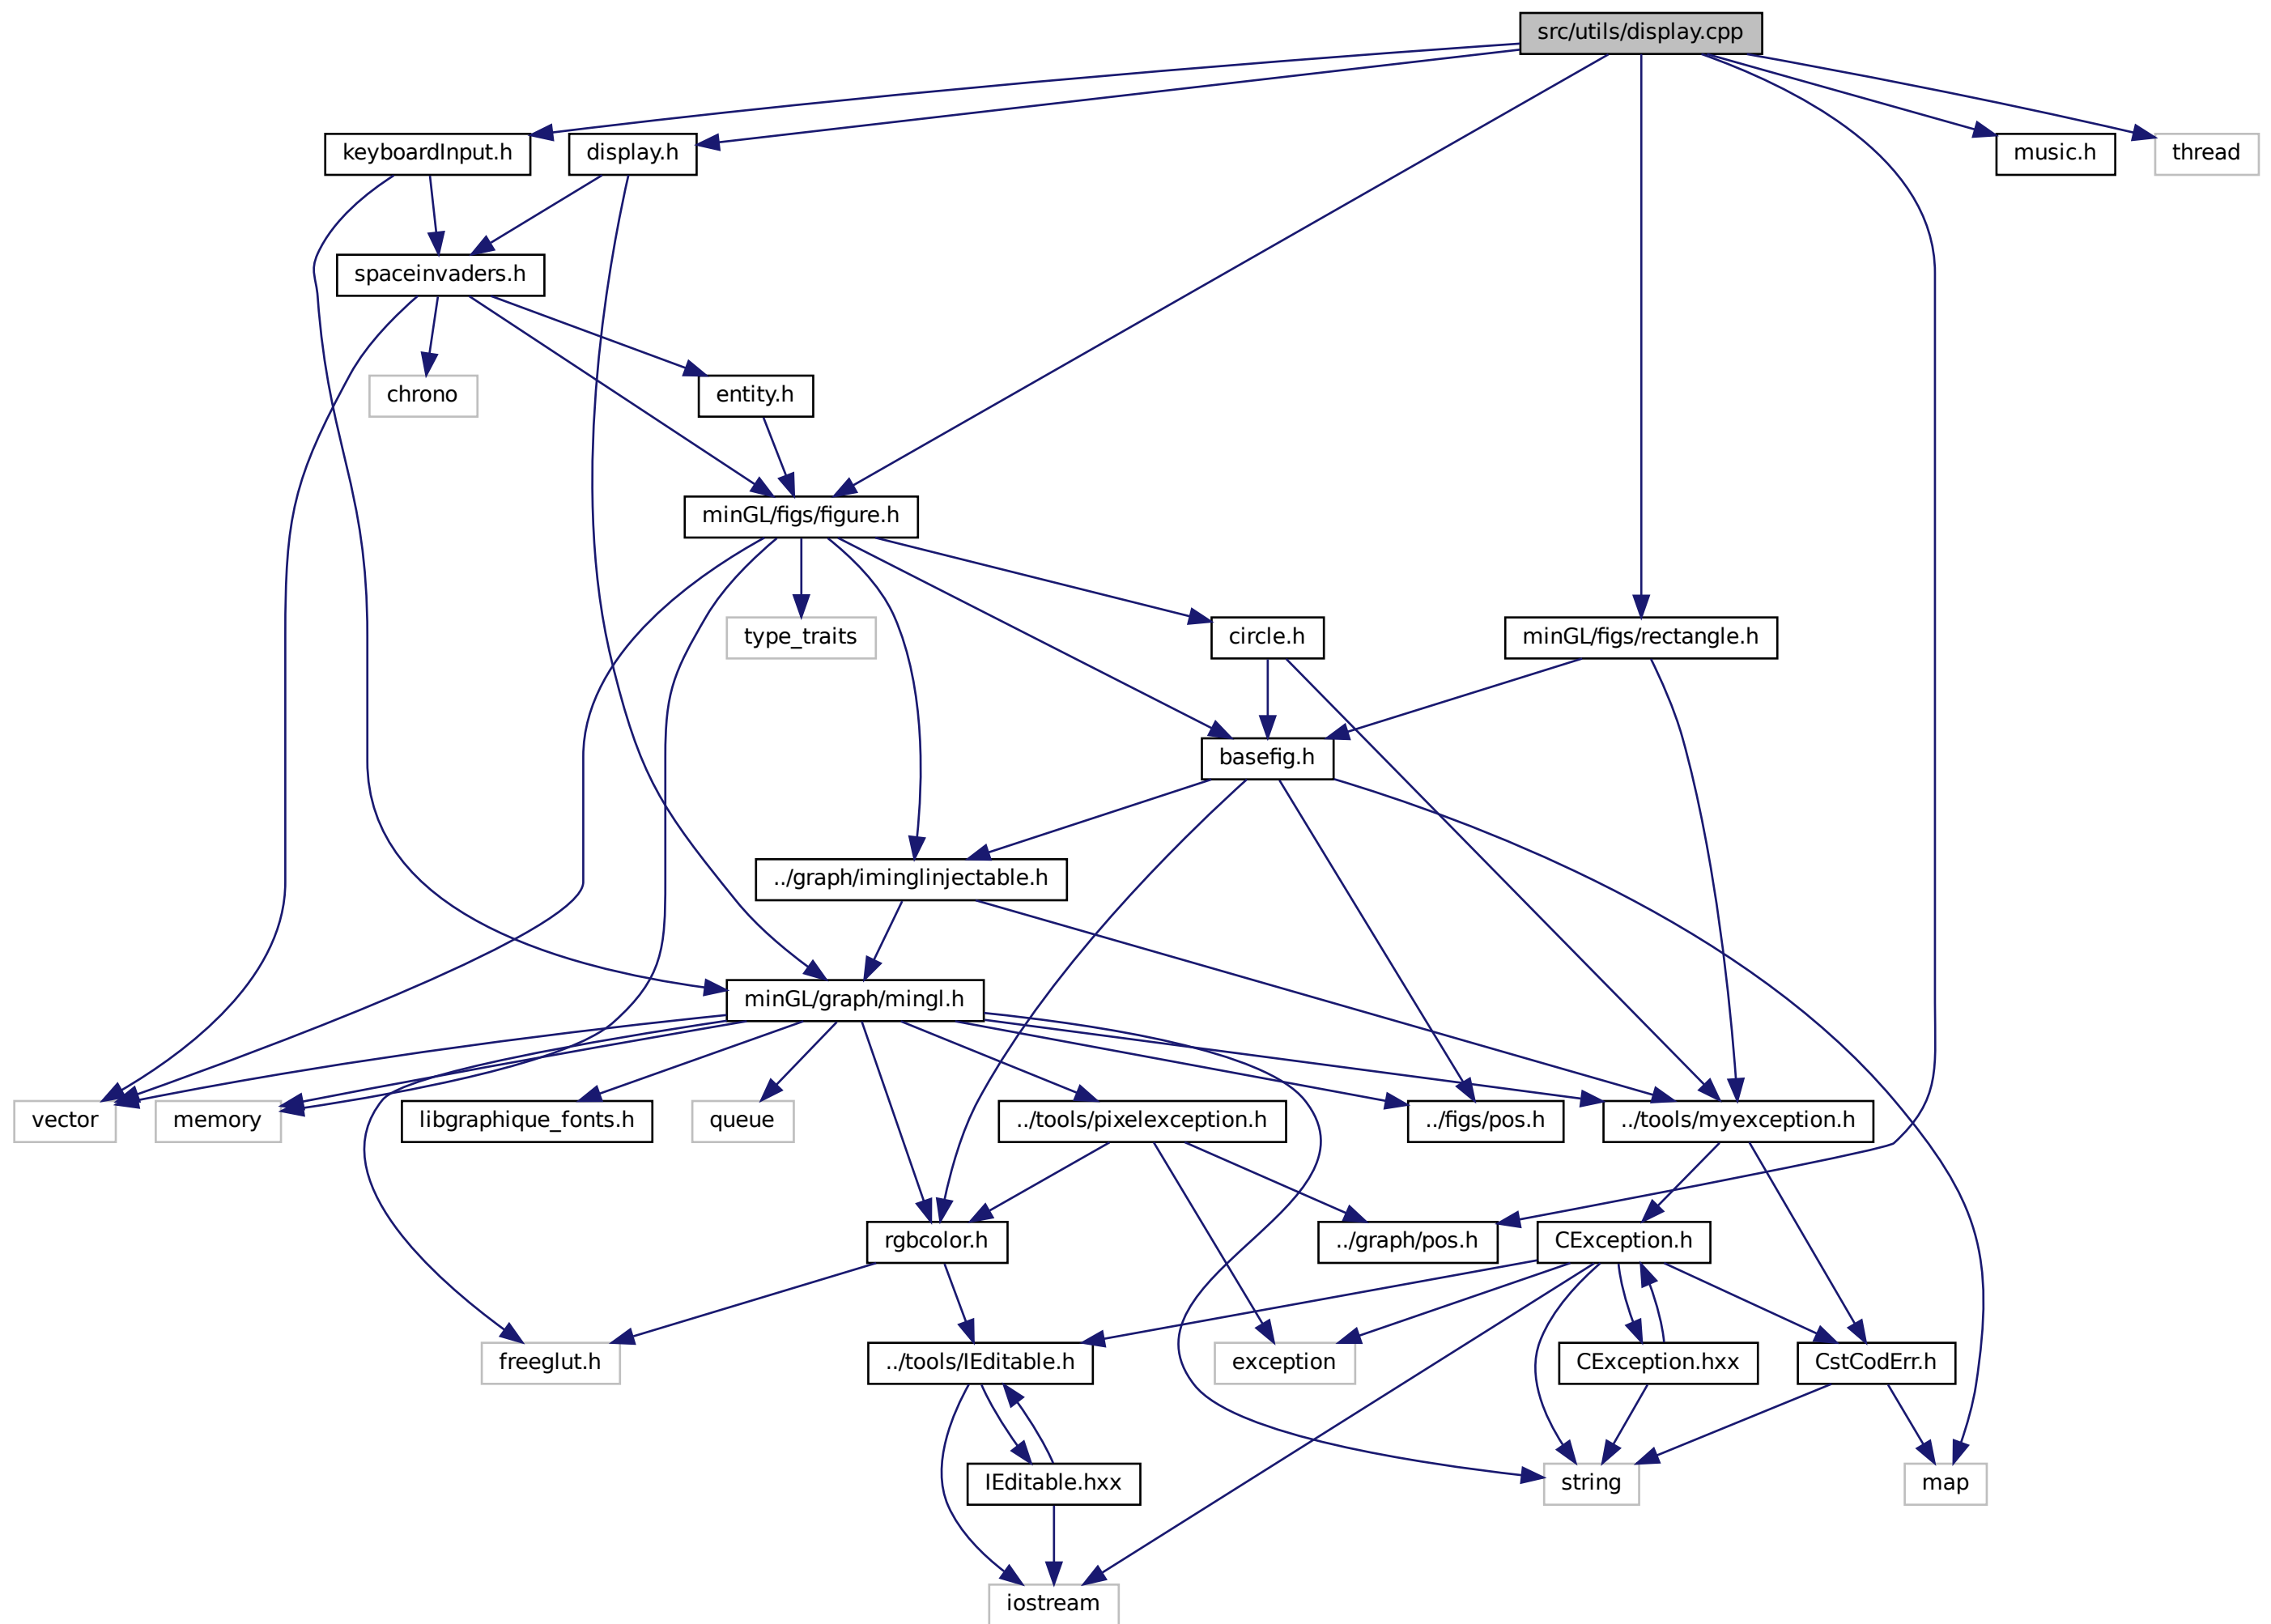 src/utils/display.cpp
keyboardInput.h
display.h
music.h
thread
spaceinvaders.h
chrono
entity.h
minGL/figs/figure.h
type_traits
circle.h
minGL/figs/rectangle.h
basefig.h
../graph/iminglinjectable.h
minGL/graph/mingl.h
vector
memory
libgraphique_fonts.h
queue
../tools/pixelexception.h
../figs/pos.h
../tools/myexception.h
rgbcolor.h
../graph/pos.h
CException.h
freeglut.h
../tools/IEditable.h
exception
CException.hxx
CstCodErr.h
IEditable.hxx
string
map
iostream